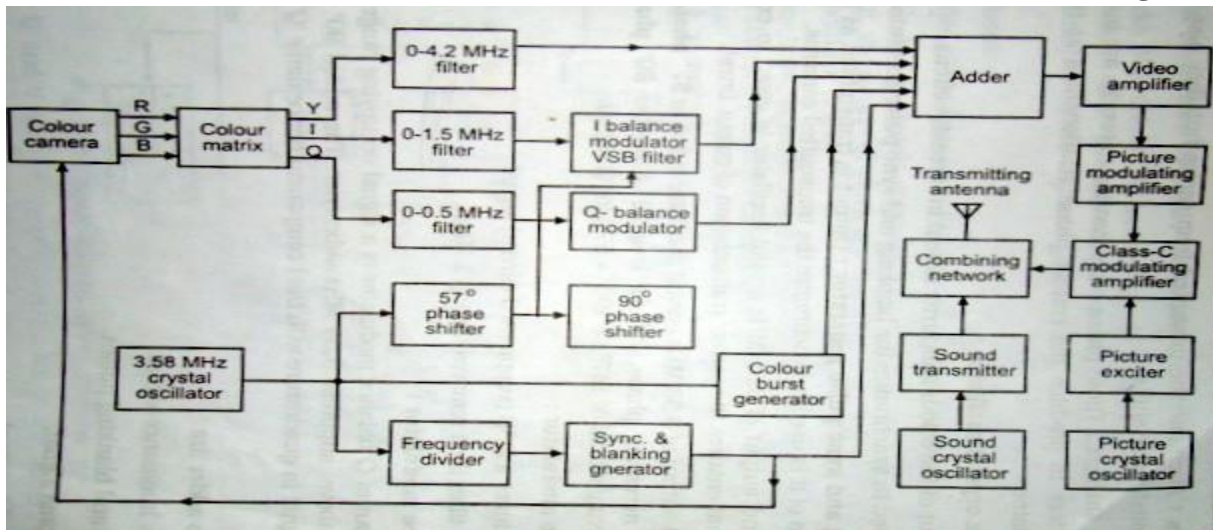 Colour
camera
R
G
B
Colour
matrix
Y
I
Q
0-4.2 MHz
filter
0-1.5 MHz
filter
0-0.5 MHz
filter
I balance
modulator
VSB filter
Q- balance
modulator
57°
phase
shifter
90°
phase
shifter
3.58 MHz
crystal
oscillator
Frequency
divider
Sync. &
blanking
gnerator
Colour
burst
generator
Adder
Video
amplifier
Picture
modulating
amplifier
Class-C
modulating
amplifier
Transmitting
antenna
Combining
network
Sound
transmitter
Sound
crystal
oscillator
Picture
exciter
Picture
crystal
oscillator